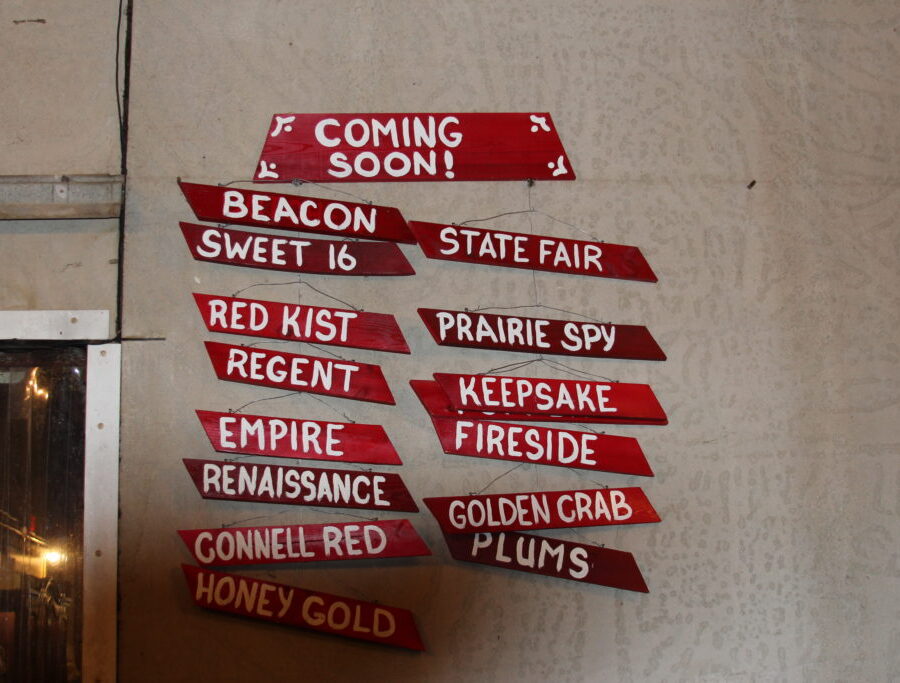 COMING
SOON!
BEACON
SWEET 16
RED KIST
REGENT
EMPIRE
RENAISSANCE
CONNELL RED
HONEY GOLD
STATE FAIR
PRAIRIE SPY
KEEPSAKE
FIRESIDE
GOLDEN CRAB
PLUMS